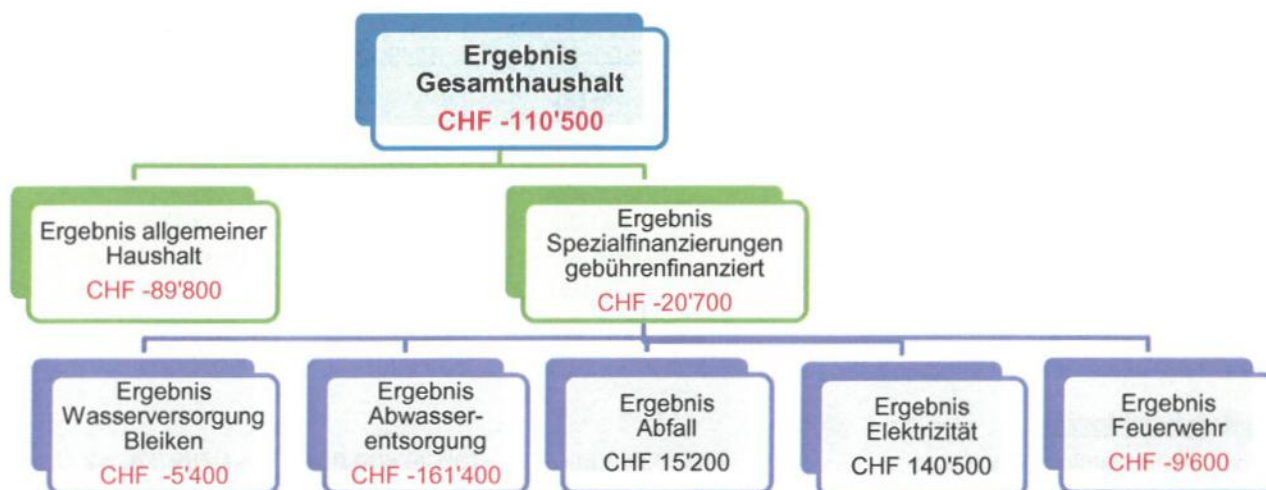 Ergebnis
Gesamthaushalt
CHF -110'500
Ergebnis allgemeiner
Haushalt
CHF -89'800
Ergebnis
Spezialfinanzierungen
gebührenfinanziert
CHF -20'700
Ergebnis
Wasserversorgung
Bleiken
CHF -5'400
Ergebnis
Abwasser-
entsorgung
CHF -161'400
Ergebnis
Abfall
CHF 15'200
Ergebnis
Elektrizität
CHF 140'500
Ergebnis
Feuerwehr
CHF -9'600